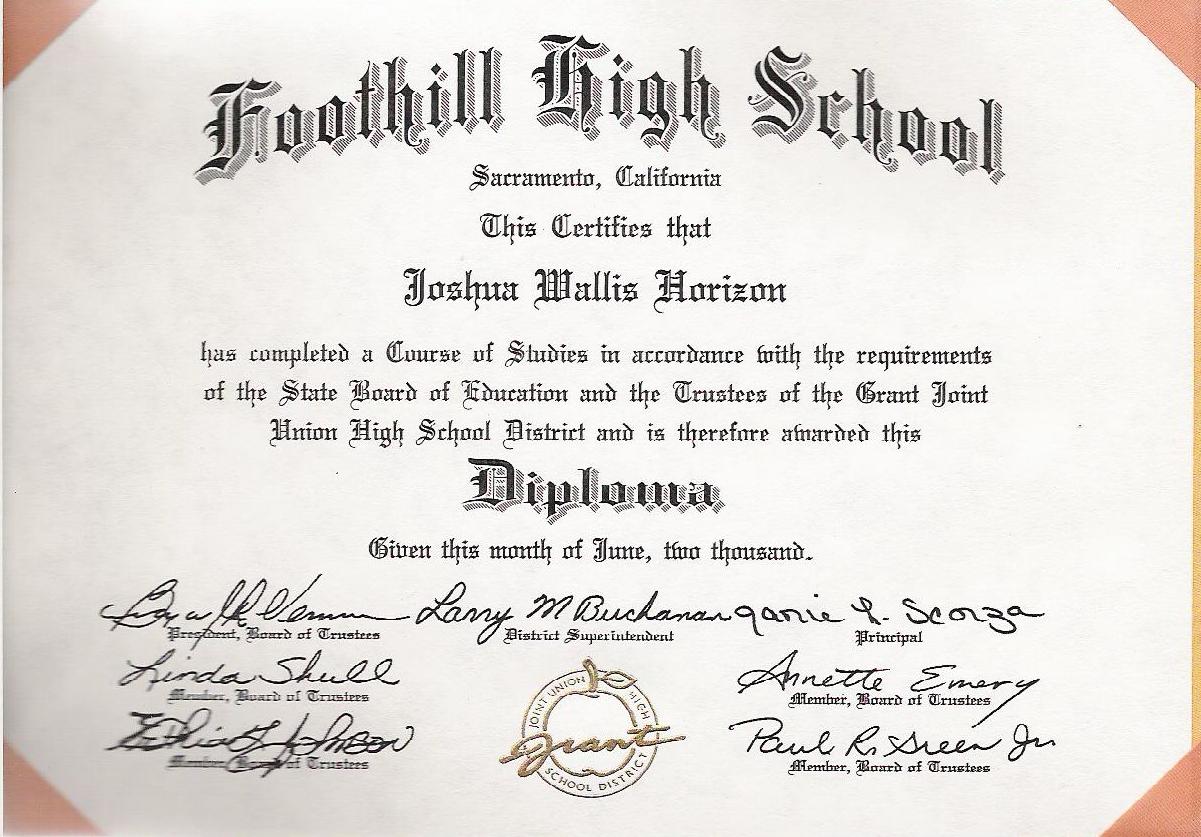 Foothill High School
Sacramento, California
This Certifies that
Joshua Wallis Horizon
has completed a Course of Studies in accordance with the requirements
of the State Board of Education and the Trustees of the Grant Joint
Union High School District and is therefore awarded this
Diploma
Given this month of June, two thousand.
Larry M Buchanan
Janie L. Scorza
President, Board of Trustees
District Superintendent
Principal
Linda Shull
Annette Emery
Member, Board of Trustees
Member, Board of Trustees
Johnson
Paul R. Green Jr
Member, Board of Trustees
Member, Board of Trustees
JOINT UNION HIGH
Grant
SCHOOL DISTRICT